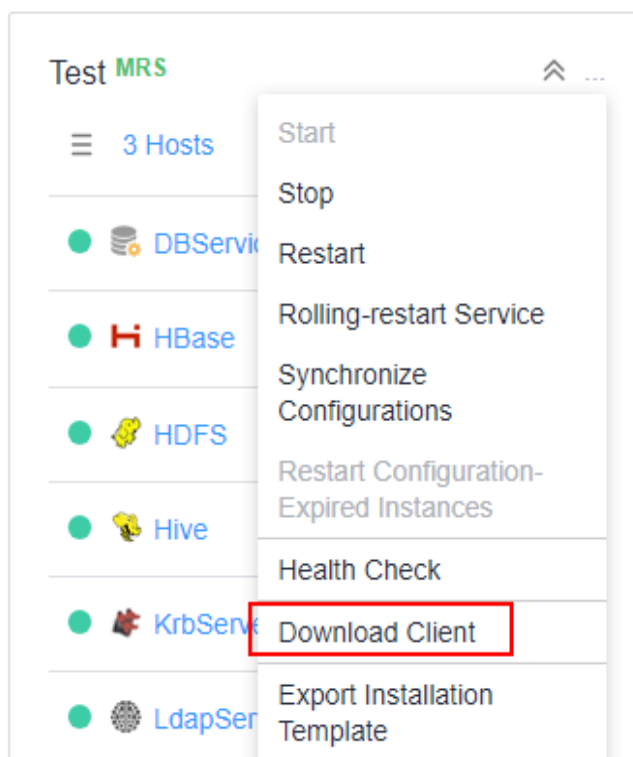 Test MRS
...
3 Hosts
DBServic
HBase
HDFS
Hive
KrbServe
LdapSer
Start
Stop
Restart
Rolling-restart Service
Synchronize
Configurations
Restart Configuration-
Expired Instances
Health Check
Download Client
Export Installation
Template